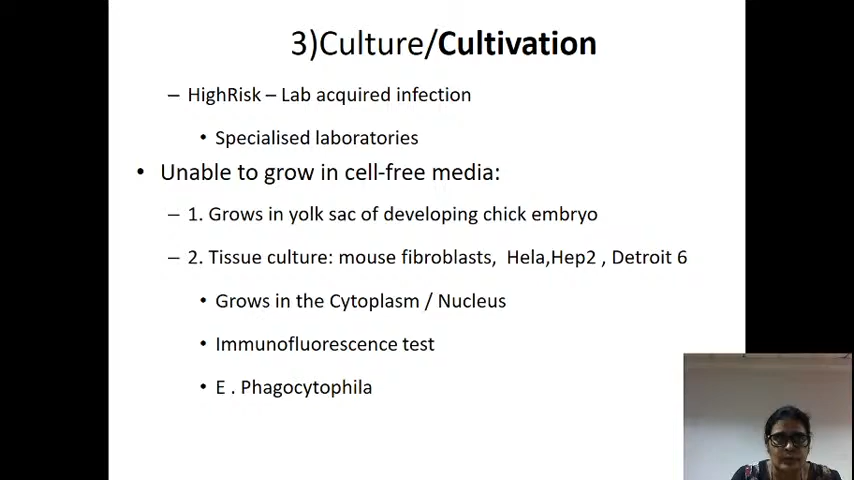 3)Culture/Cultivation
– HighRisk – Lab acquired infection
• Specialised laboratories
• Unable to grow in cell-free media:
– 1. Grows in yolk sac of developing chick embryo
– 2. Tissue culture: mouse fibroblasts, Hela,Hep2 , Detroit 6
• Grows in the Cytoplasm / Nucleus
• Immunofluorescence test
• E . Phagocytophila